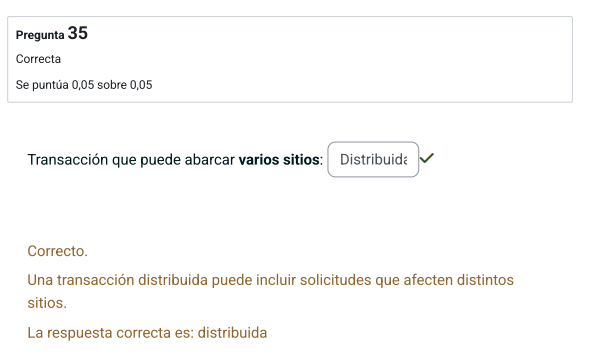 Pregunta 35
Correcta
Se puntúa 0,05 sobre 0,05
Transacción que puede abarcar varios sitios: Distribuida
Correcto.
Una transacción distribuida puede incluir solicitudes que afecten distintos
sitios.
La respuesta correcta es: distribuida